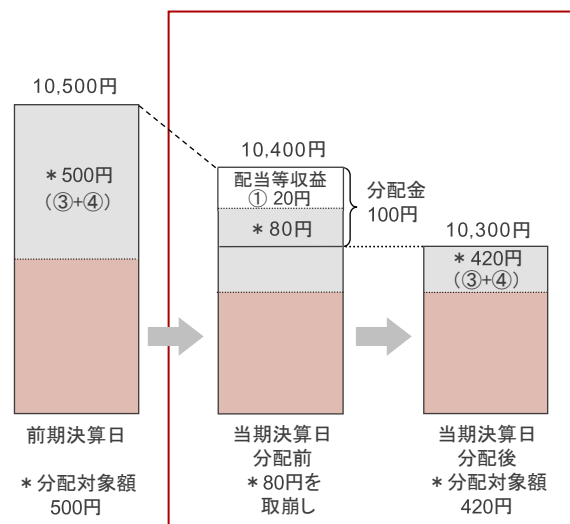 10,500円
＊500円
(③+④)
前期決算日
＊分配対象額
500円
10,400円
配当等収益
① 20円
＊80円
分配金
100円
当期決算日
分配前
＊80円を
取崩し
10,300円
＊420円
(③+④)
当期決算日
分配後
＊分配対象額
420円